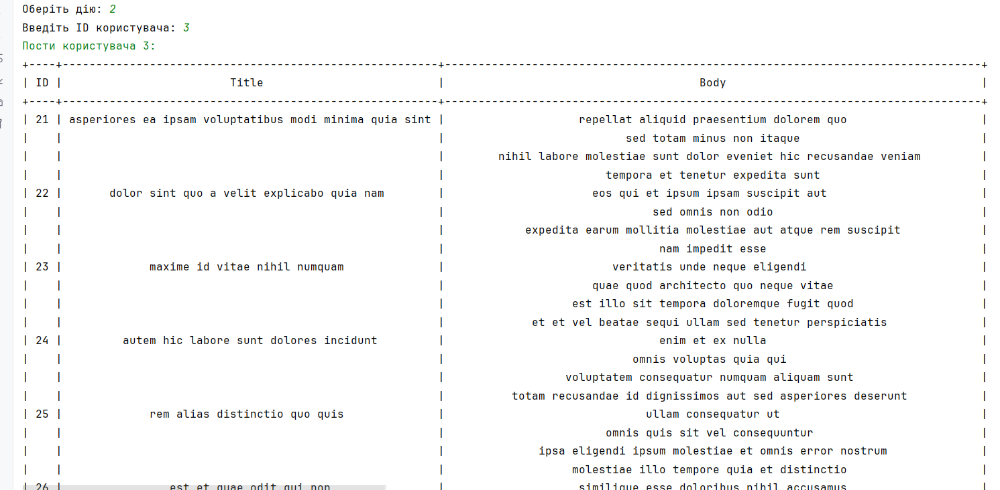 Оберіть дію: 2
Введіть ID користувача: 3
Пости користувача 3:
+----+--------------------------------------------------------+--------------------------------------------------------------------------------+
| ID |                         Title                          |                                      Body                                      |
+----+--------------------------------------------------------+--------------------------------------------------------------------------------+
| 21 | asperiores ea ipsam voluptatibus modi minima quia sint |                    repellat aliquid praesentium dolorem quo                    |
|    |                                                        |                           sed totam minus non itaque                           |
|    |                                                        |        nihil labore molestiae sunt dolor eveniet hic recusandae veniam         |
|    |                                                        |                        tempora et tenetur expedita sunt                        |
| 22 |       dolor sint quo a velit explicabo quia nam        |                      eos qui et ipsum ipsam suscipit aut                       |
|    |                                                        |                               sed omnis non odio                               |
|    |                                                        |            expedita earum mollitia molestiae aut atque rem suscipit            |
|    |                                                        |                                nam impedit esse                                |
| 23 |             maxime id vitae nihil numquam              |                         veritatis unde neque eligendi                          |
|    |                                                        |                      quae quod architecto quo neque vitae                      |
|    |                                                        |                   est illo sit tempora doloremque fugit quod                   |
|    |                                                        |             et et vel beatae sequi ullam sed tenetur perspiciatis              |
| 24 |         autem hic labore sunt dolores incidunt         |                                enim et ex nulla                                |
|    |                                                        |                            omnis voluptas quia qui                             |
|    |                                                        |                  voluptatem consequatur numquam aliquam sunt                   |
|    |                                                        |          totam recusandae id dignissimos aut sed asperiores deserunt           |
| 25 |             rem alias distinctio quo quis              |                              ullam consequatur ut                              |
|    |                                                        |                        omnis quis sit vel consequuntur                         |
|    |                                                        |              ipsa eligendi ipsum molestiae et omnis error nostrum              |
|    |                                                        |                   molestiae illo tempore quia et distinctio                    |
| 26 |                est et quae odit qui non                |                    similique esse doloribus nihil accusamus                    |